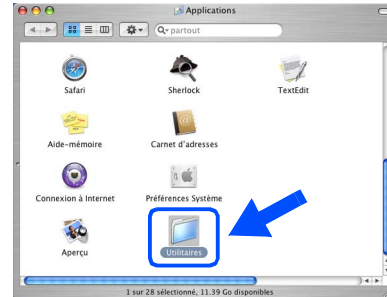 Applications
partout
Safari
Sherlock
TextEdit
Aide-mémoire
Carnet d'adresses
Connexion à Internet
Préférences Système
Aperçu
Utilitaires
1 sur 28 sélectionné, 11.39 Go disponibles